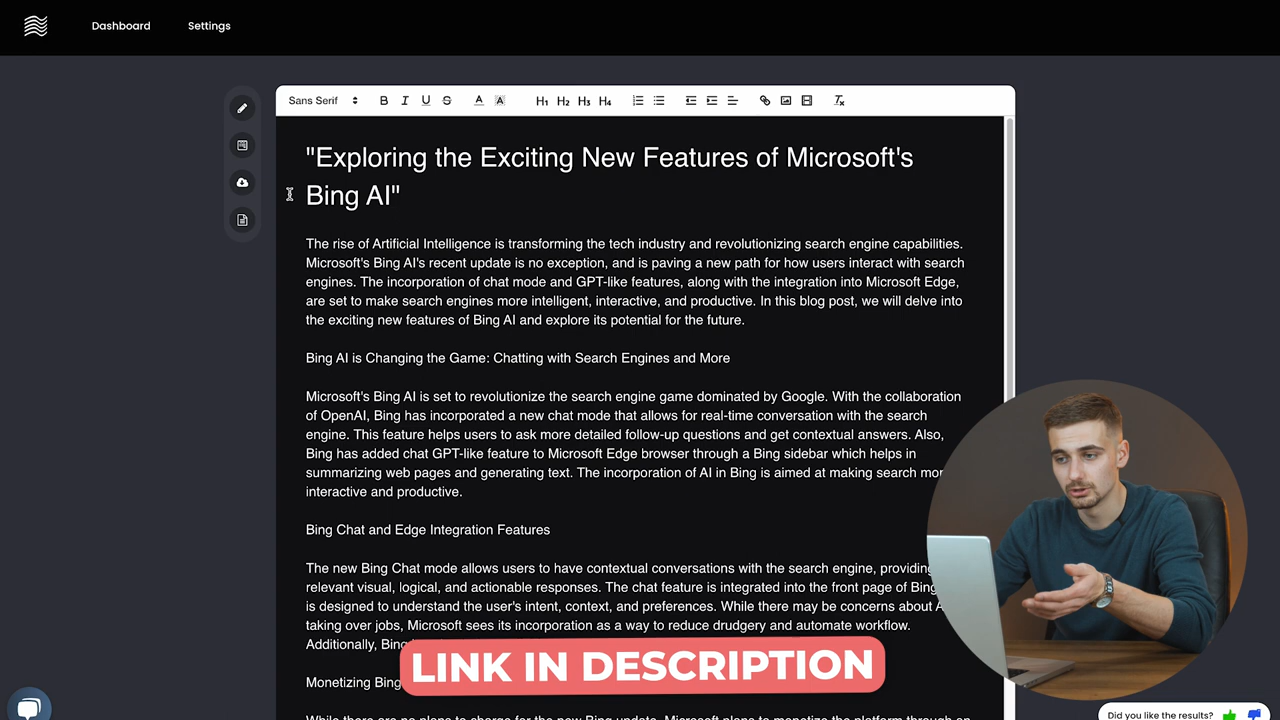 Dashboard Settings
Sans Serif B I U S A A H1 H2 H3 H4
"Exploring the Exciting New Features of Microsoft's
Bing AI"
The rise of Artificial Intelligence is transforming the tech industry and revolutionizing search engine capabilities.
Microsoft's Bing AI's recent update is no exception, and is paving a new path for how users interact with search
engines. The incorporation of chat mode and GPT-like features, along with the integration into Microsoft Edge,
are set to make search engines more intelligent, interactive, and productive. In this blog post, we will delve into
the exciting new features of Bing AI and explore its potential for the future.
Bing AI is Changing the Game: Chatting with Search Engines and More
Microsoft's Bing AI is set to revolutionize the search engine game dominated by Google. With the collaboration
of OpenAI, Bing has incorporated a new chat mode that allows for real-time conversation with the search
engine. This feature helps users to ask more detailed follow-up questions and get contextual answers. Also,
Bing has added chat GPT-like feature to Microsoft Edge browser through a Bing sidebar which helps in
summarizing web pages and generating text. The incorporation of AI in Bing is aimed at making search mor
interactive and productive.
Bing Chat and Edge Integration Features
The new Bing Chat mode allows users to have contextual conversations with the search engine, providing
relevant visual, logical, and actionable responses. The chat feature is integrated into the front page of Bing
is designed to understand the user's intent, context, and preferences. While there may be concerns about A
taking over jobs, Microsoft sees its incorporation as a way to reduce drudgery and automate workflow.
Additionally, Bing
LINK IN DESCRIPTION
Monetizing Bing
While there are no plans to charge for the new Bing update, Microsoft plans to monetize the platform through an
Did you like the results?